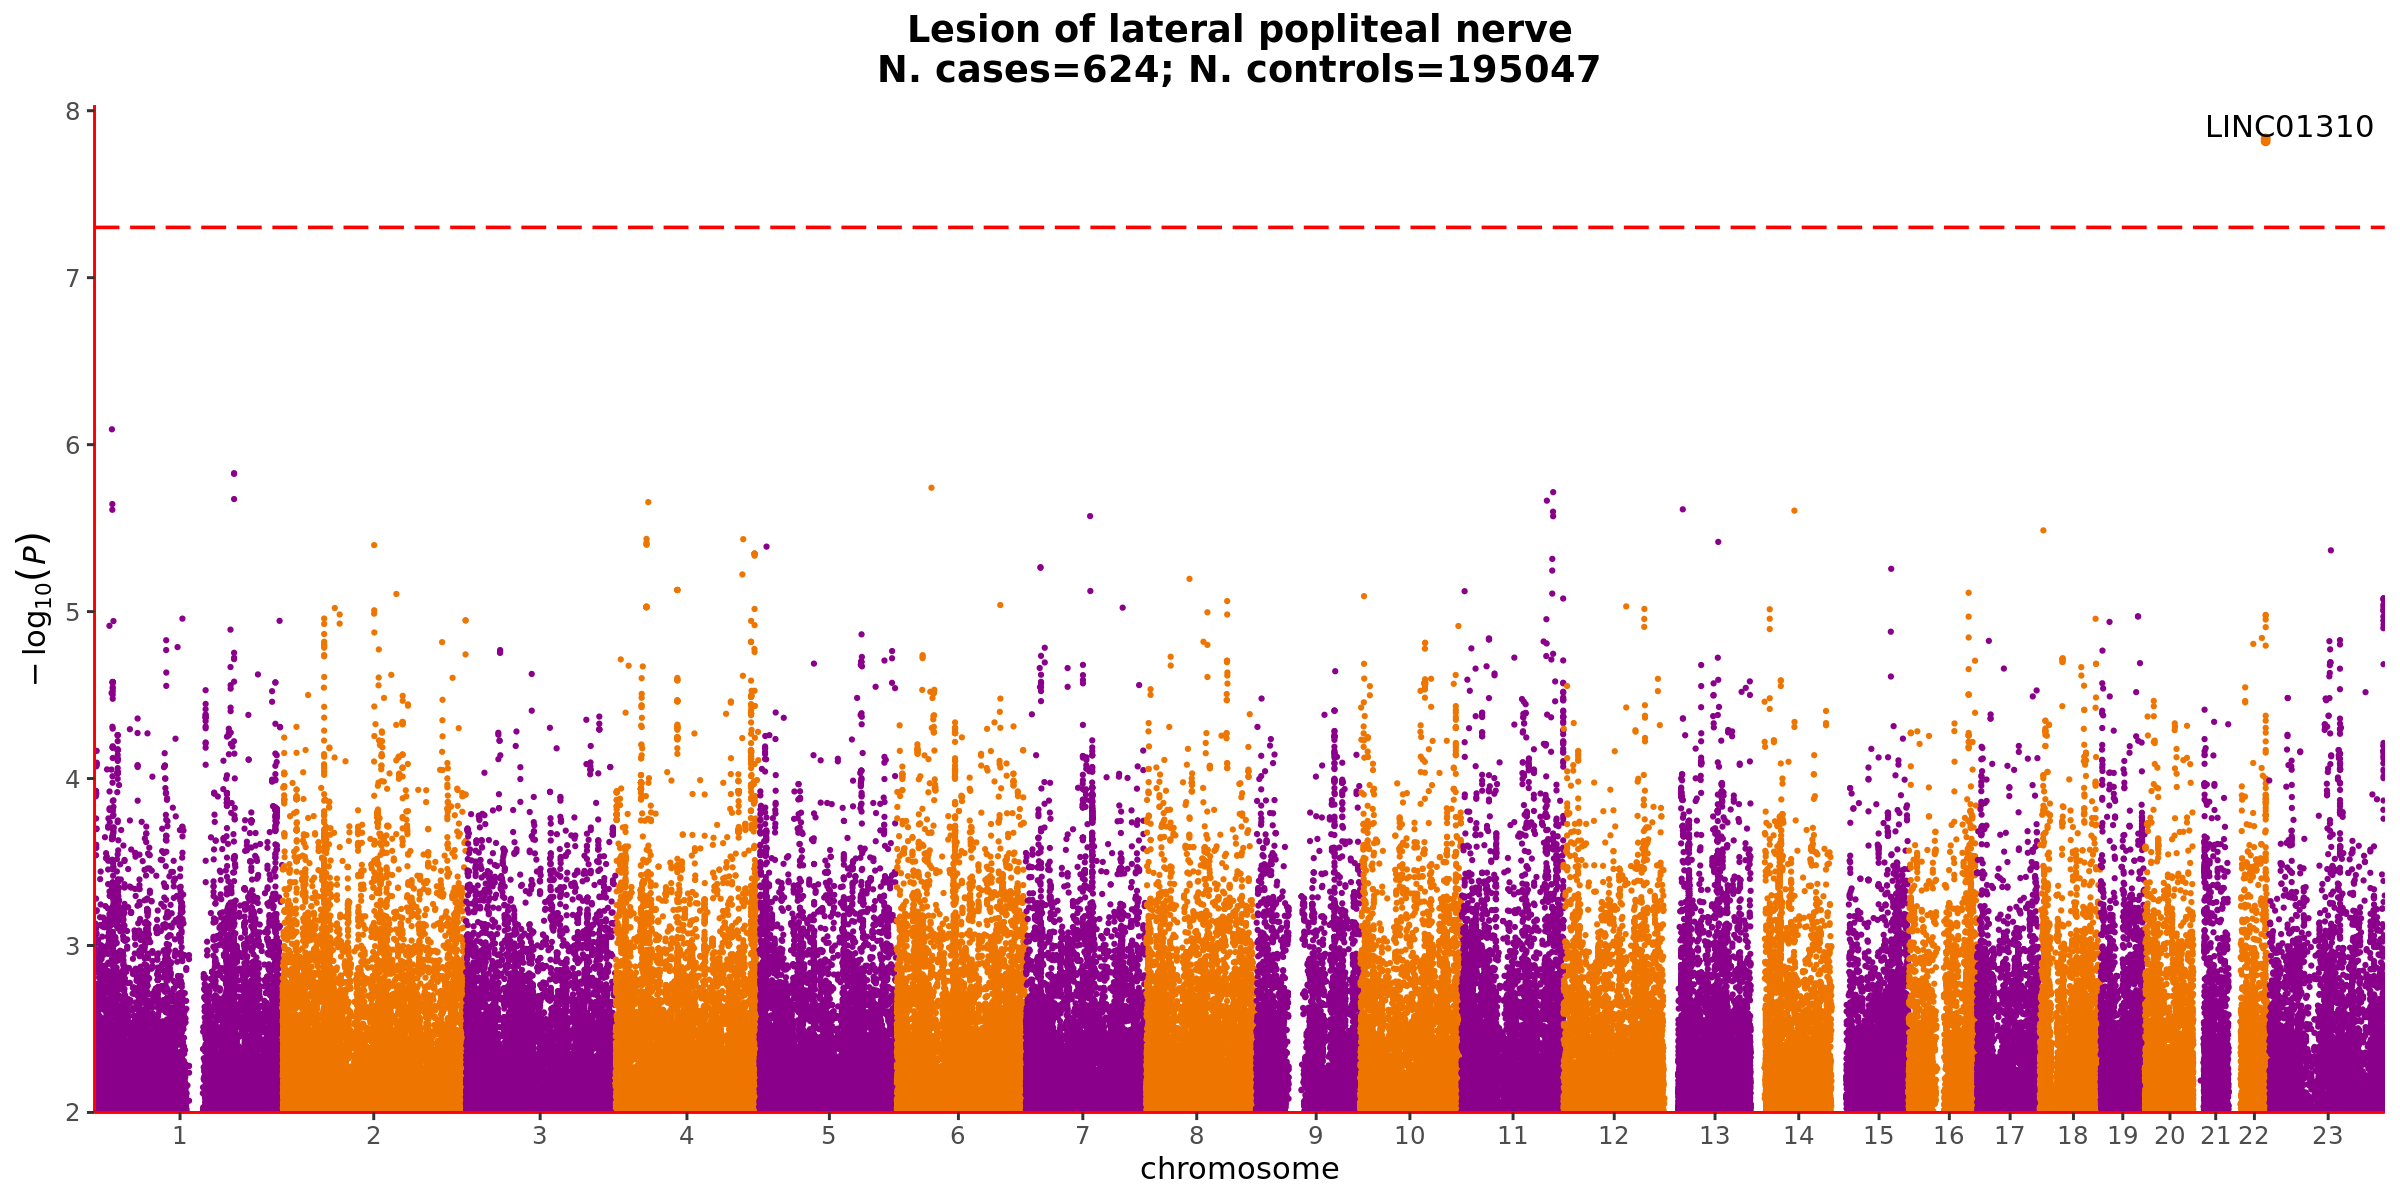 Lesion of lateral popliteal nerve
N. cases=624; N. controls=195047
LINC01310
8
7
6
5
4
3
2
−log10(P)
1 2 3 4 5 6 7 8 9 10 11 12 13 14 15 16 17 18 19 20 21 22 23
chromosome